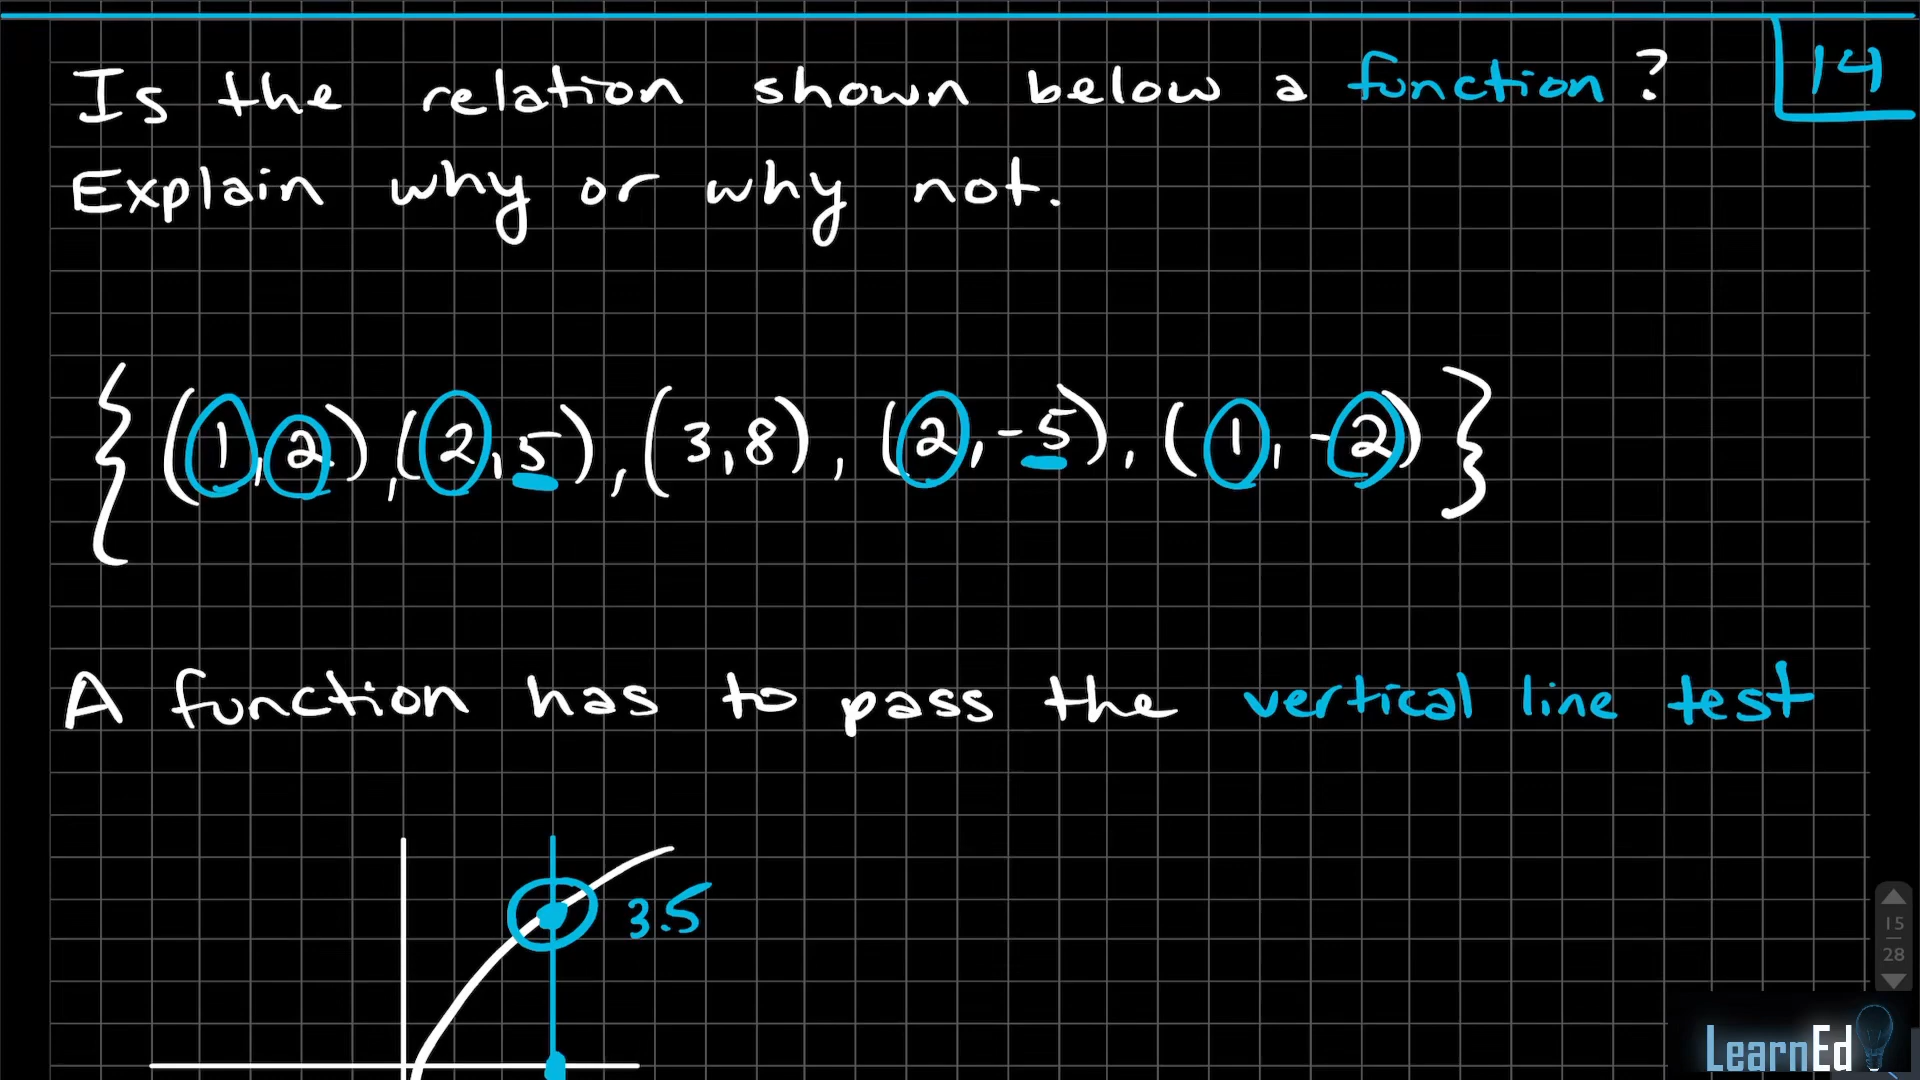 Is the relation shown below a function? 14
Explain why or why not.
{(1,2),(2,5),(3,8),(2,-5),(1,-2)}
A function has to pass the vertical line test
3.5
15
28
LearnEd